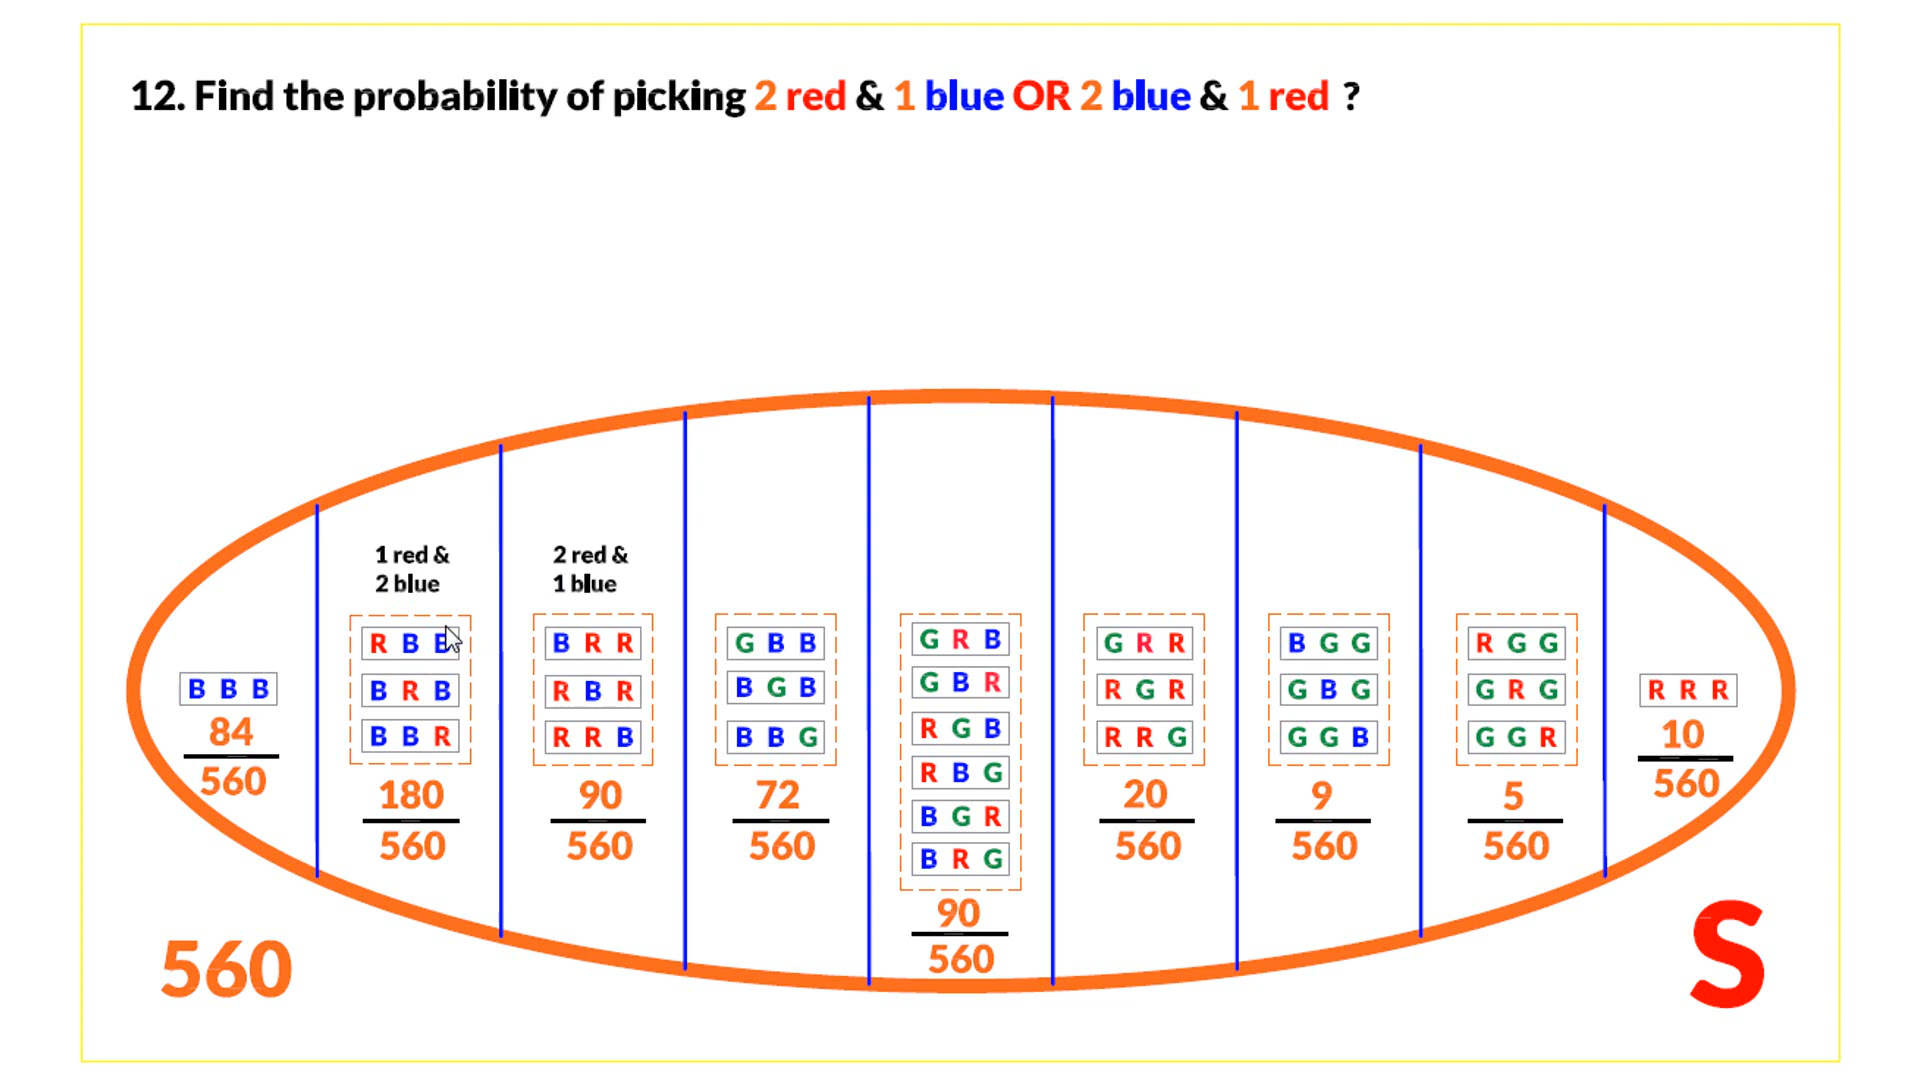 12. Find the probability of picking 2 red & 1 blue OR 2 blue & 1 red ?
B B B
84
560
1 red &
2 blue
R B B
B R B
B B R
180
560
2 red &
1 blue
B R R
R B R
R R B
90
560
G B B
B G B
B B G
72
560
G R B
G B R
R G B
R B G
B G R
B R G
90
560
G R R
R G R
R R G
20
560
B G G
G B G
G G B
9
560
R G G
G R G
G G R
5
560
R R R
10
560
560
S